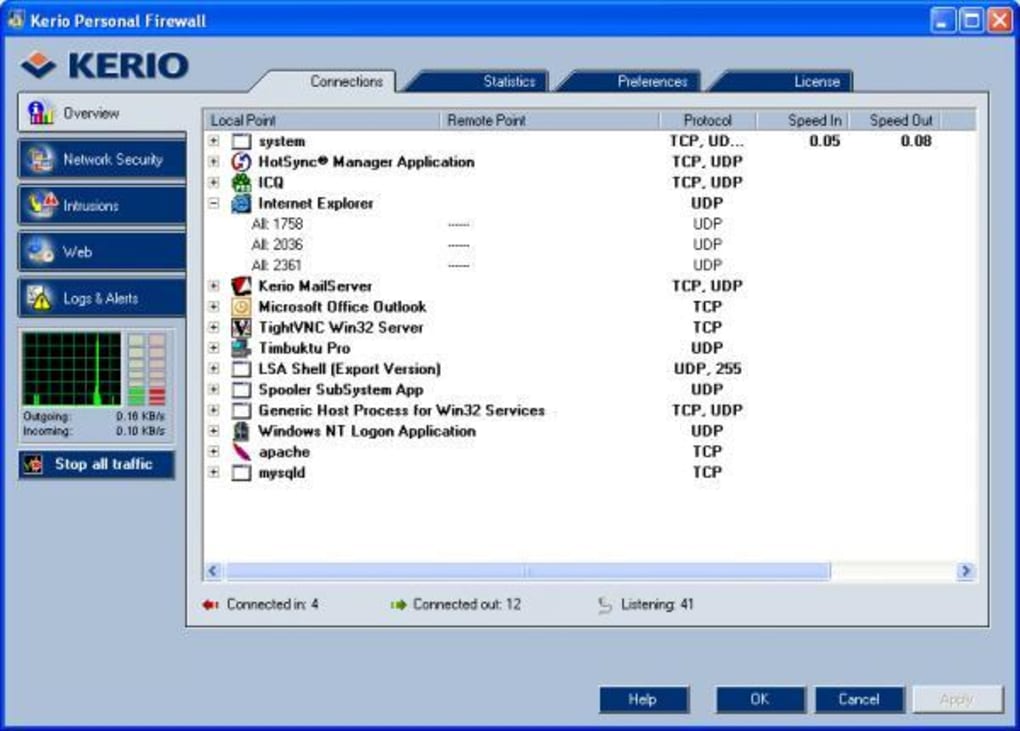 Kerio Personal Firewall
KERIO
Connections Statistics Preferences License
Overview
Network Security
Intrusions
Web
Logs & Alerts
Outgoing: 0.16 KB/s
Incoming: 0.10 KB/s
Stop all traffic
Local Point Remote Point Protocol Speed In Speed Out
system TCP, UD... 0.05 0.08
HotSync® Manager Application TCP, UDP
ICQ TCP, UDP
Internet Explorer UDP
All: 1758 ------ UDP
All: 2036 ------ UDP
All: 2361 ------ UDP
Kerio MailServer TCP, UDP
Microsoft Office Outlook TCP
TightVNC Win32 Server TCP
Timbuktu Pro UDP
LSA Shell (Export Version) UDP, 255
Spooler SubSystem App UDP
Generic Host Process for Win32 Services TCP, UDP
Windows NT Logon Application UDP
apache TCP
mysqld TCP
Connected in: 4 Connected out: 12 Listening: 41
Help OK Cancel Apply